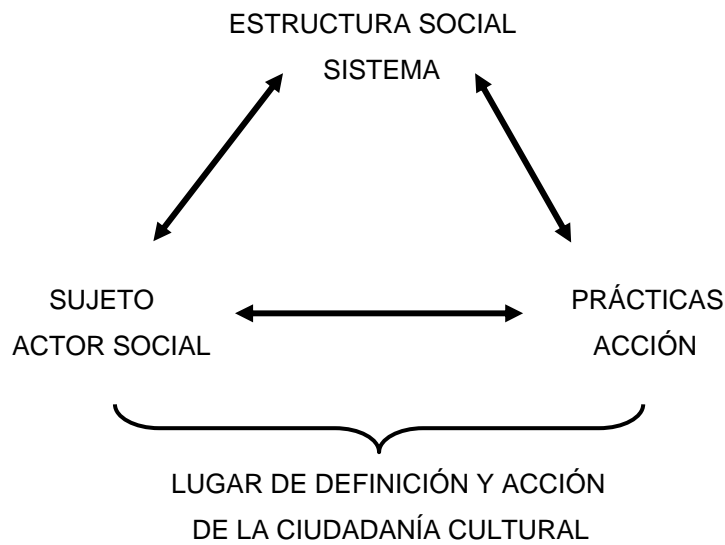 ESTRUCTURA SOCIAL
SISTEMA
SUJETO
ACTOR SOCIAL
PRÁCTICAS
ACCIÓN
LUGAR DE DEFINICIÓN Y ACCIÓN
DE LA CIUDADANÍA CULTURAL